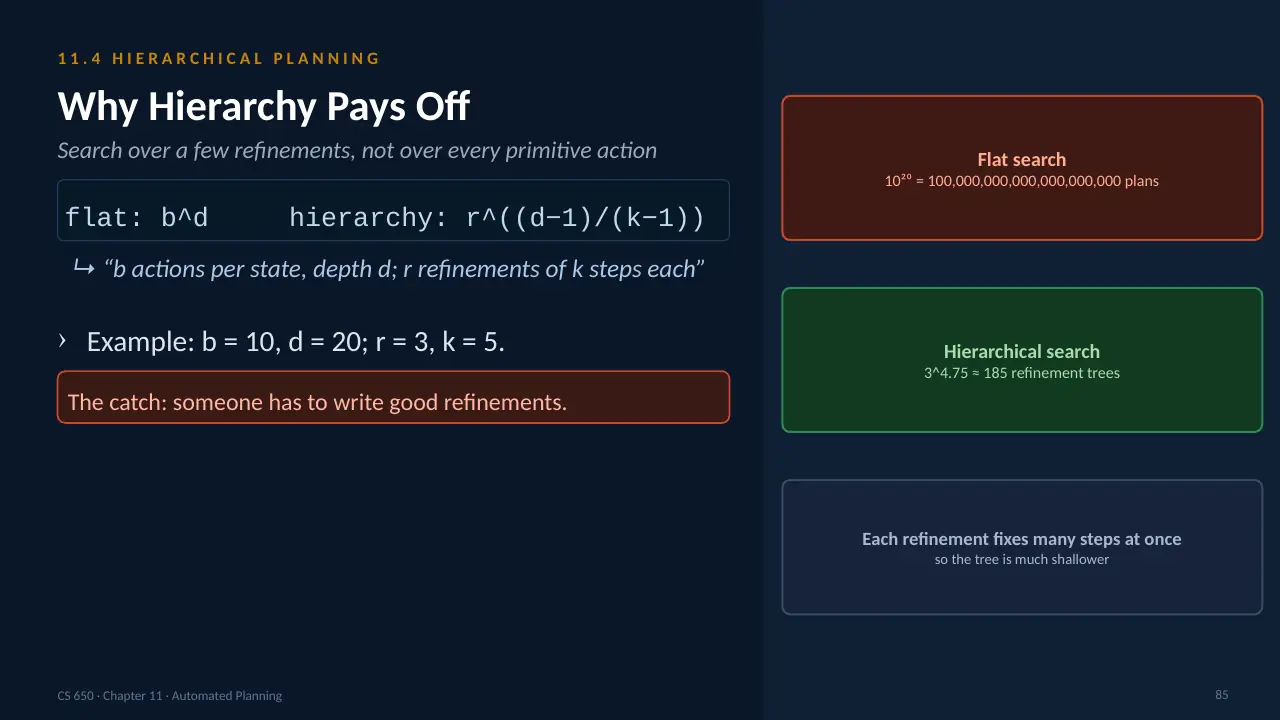 11.4 HIERARCHICAL PLANNING
Why Hierarchy Pays Off
Search over a few refinements, not over every primitive action
flat: b^d     hierarchy: r^((d−1)/(k−1))
↪ “b actions per state, depth d; r refinements of k steps each”
› Example: b = 10, d = 20; r = 3, k = 5.
The catch: someone has to write good refinements.
Flat search
10²⁰ = 100,000,000,000,000,000,000 plans
Hierarchical search
3^4.75 ≈ 185 refinement trees
Each refinement fixes many steps at once
so the tree is much shallower
CS 650 · Chapter 11 · Automated Planning
85